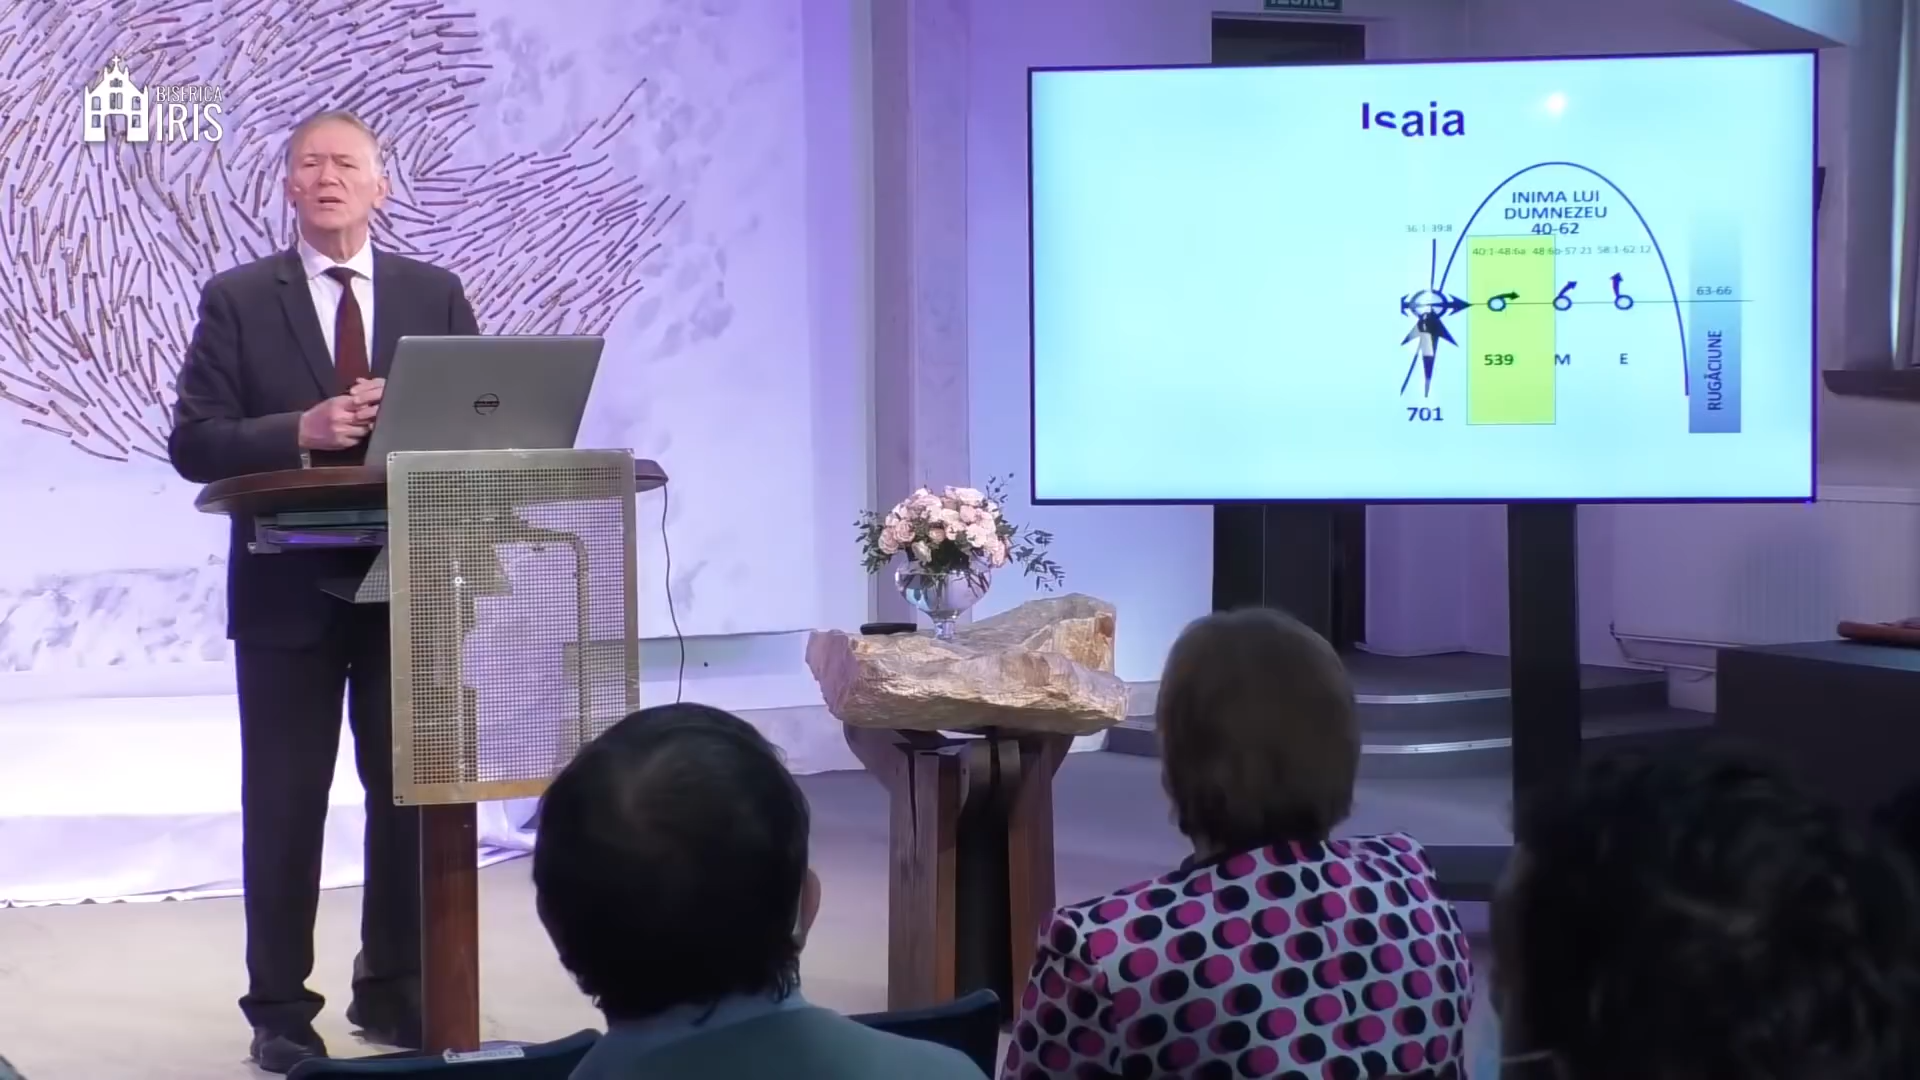 IEȘIRE
BISERICA
IRIS
Isaia
INIMA LUI
DUMNEZEU
40-62
36:1-39:8
40:1-48:6a 48:6b-57:21 58:1-62:12
63-66
539 M E
RUGĂCIUNE
701